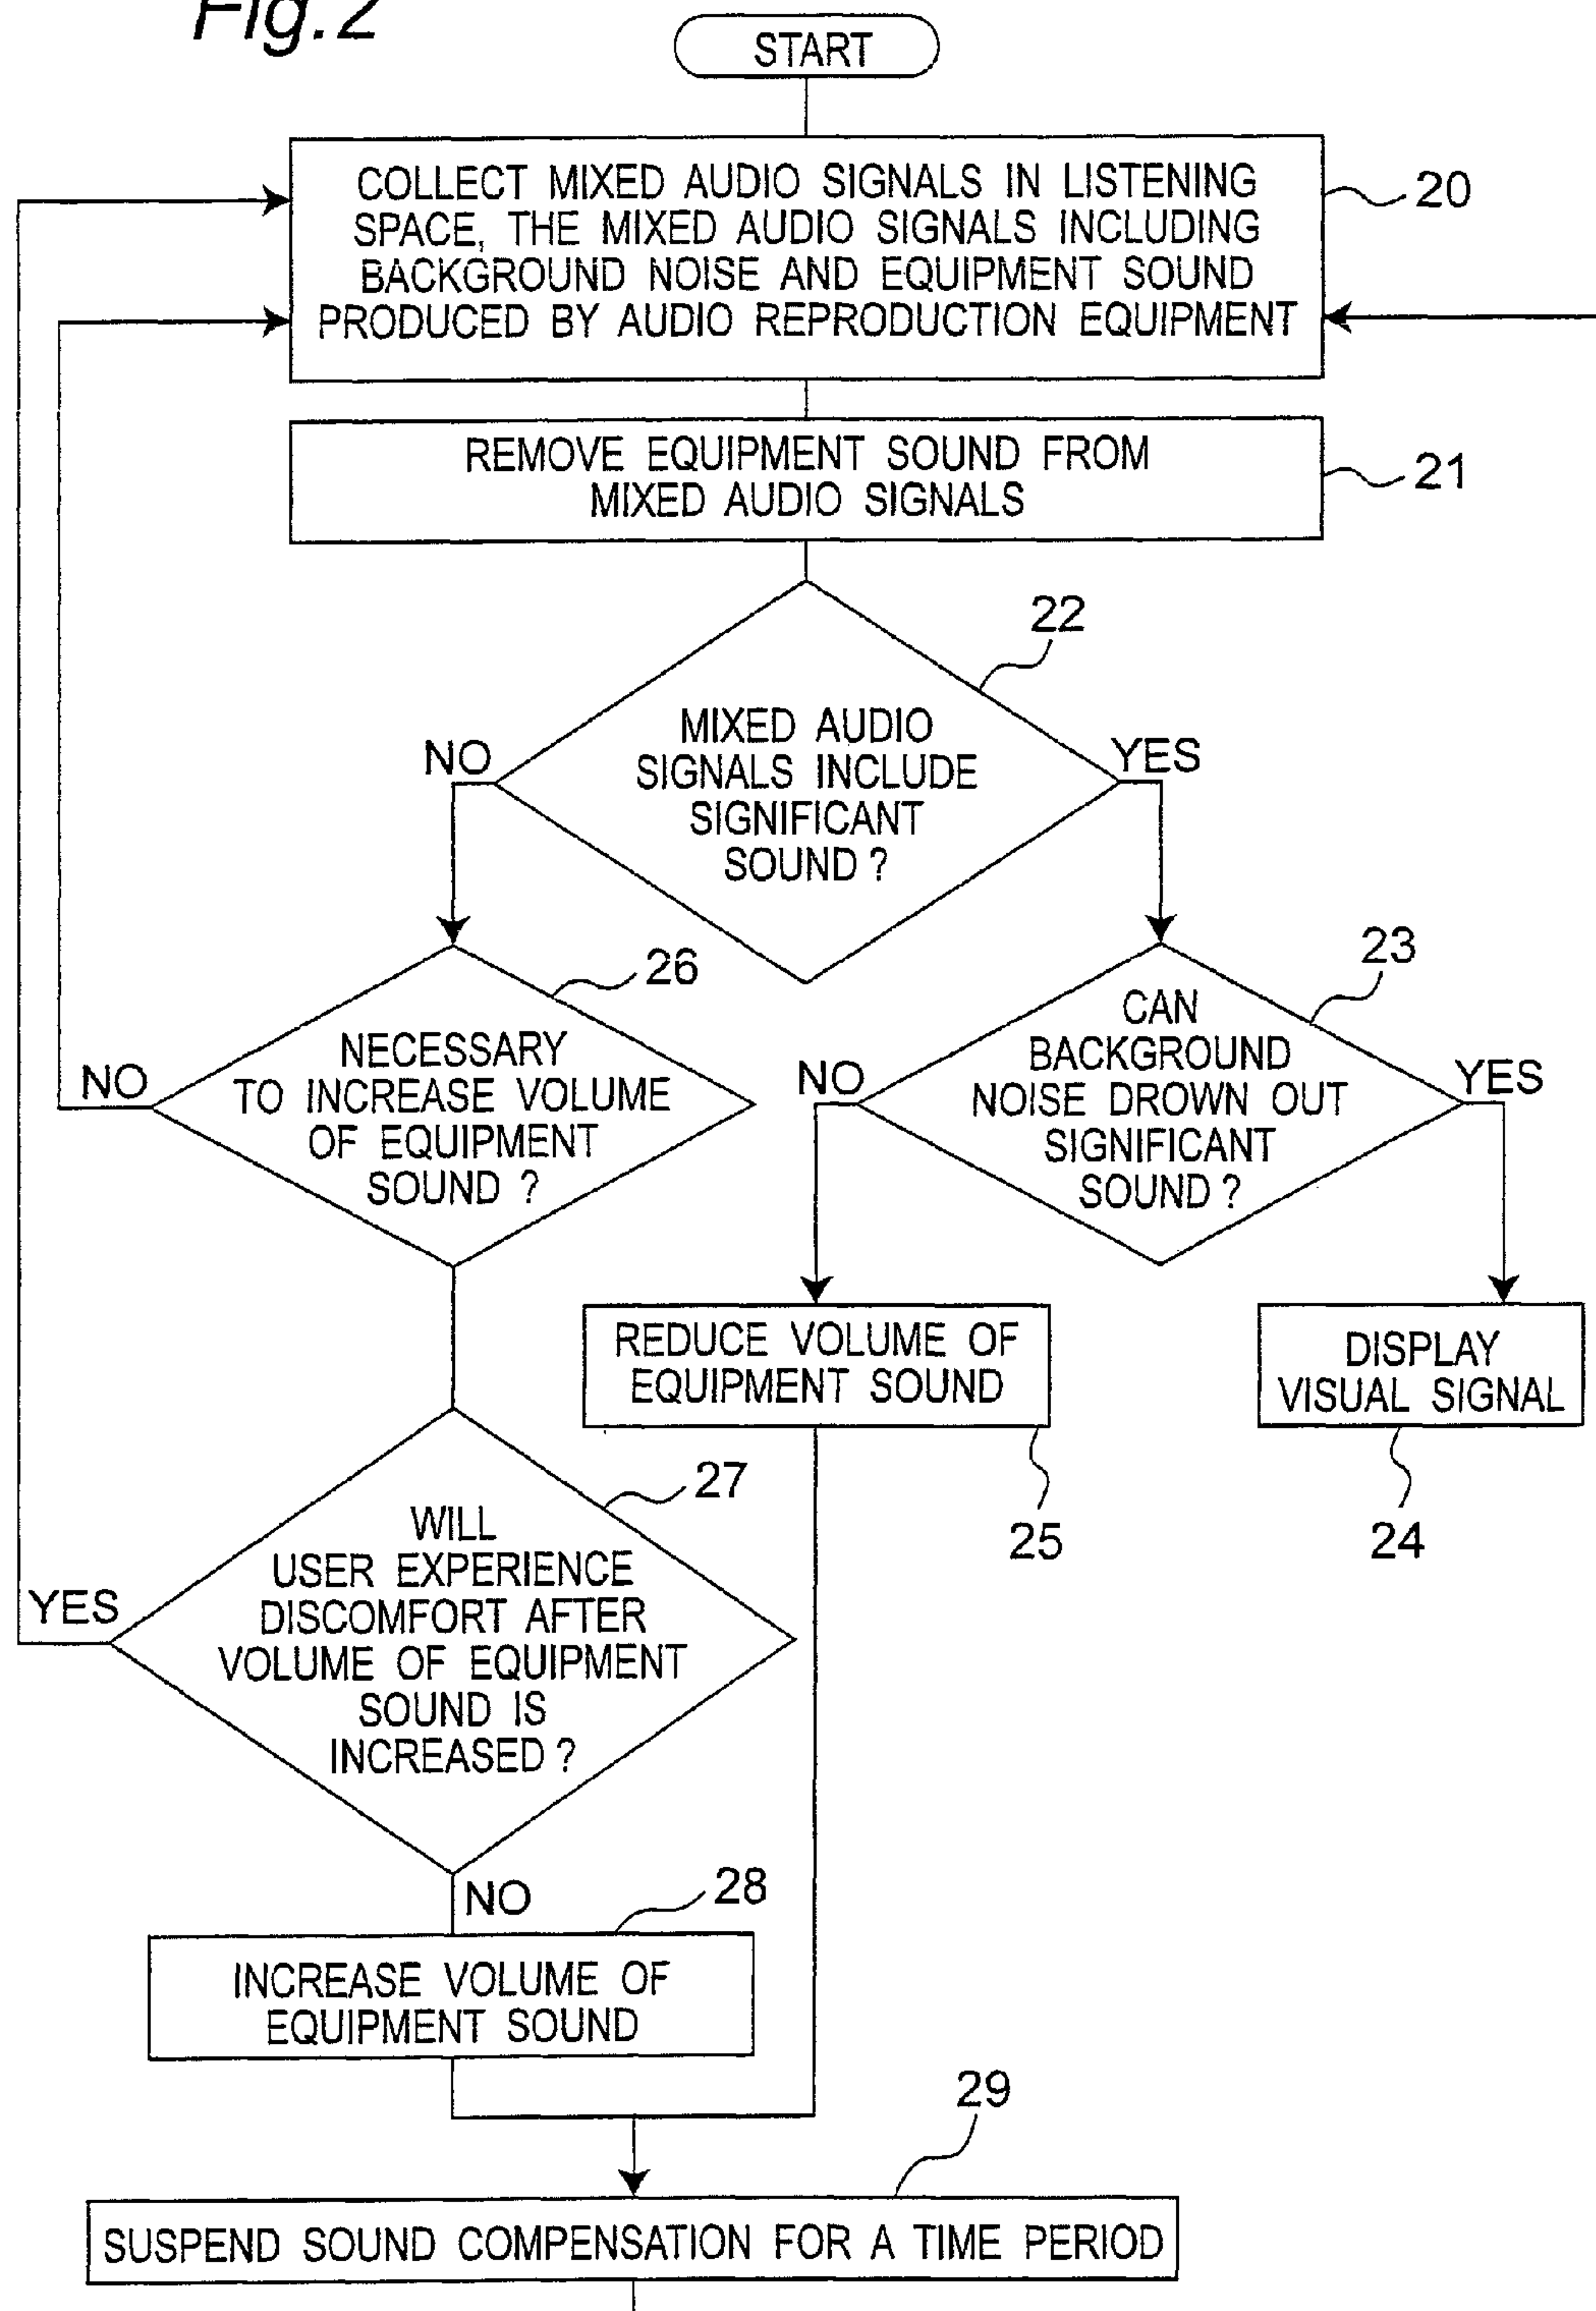 Fig.2
START
COLLECT MIXED AUDIO SIGNALS IN LISTENING
SPACE, THE MIXED AUDIO SIGNALS INCLUDING
BACKGROUND NOISE AND EQUIPMENT SOUND
PRODUCED BY AUDIO REPRODUCTION EQUIPMENT
20
REMOVE EQUIPMENT SOUND FROM
MIXED AUDIO SIGNALS
21
22
MIXED AUDIO
SIGNALS INCLUDE
SIGNIFICANT
SOUND ?
NO
YES
26
NECESSARY
TO INCREASE VOLUME
OF EQUIPMENT
SOUND ?
NO
23
CAN
BACKGROUND
NOISE DROWN OUT
SIGNIFICANT
SOUND ?
NO
YES
REDUCE VOLUME OF
EQUIPMENT SOUND
25
DISPLAY
VISUAL SIGNAL
24
27
WILL
USER EXPERIENCE
DISCOMFORT AFTER
VOLUME OF EQUIPMENT
SOUND IS
INCREASED ?
YES
NO
28
INCREASE VOLUME OF
EQUIPMENT SOUND
29
SUSPEND SOUND COMPENSATION FOR A TIME PERIOD